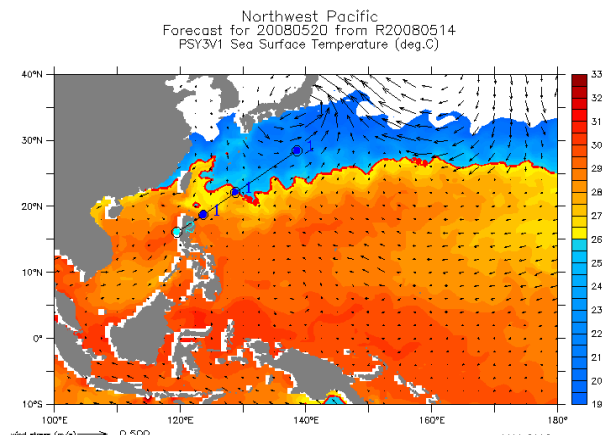 Northwest Pacific
Forecast for 20080520 from R20080514
PSY3V1 Sea Surface Temperature (deg.C)
40°N
30°N
20°N
10°N
0°
10°S
100°E 120°E 140°E 160°E 180°
33
32
31
30
29
28
27
26
25
24
23
22
21
20
19
1
1
1
0.500